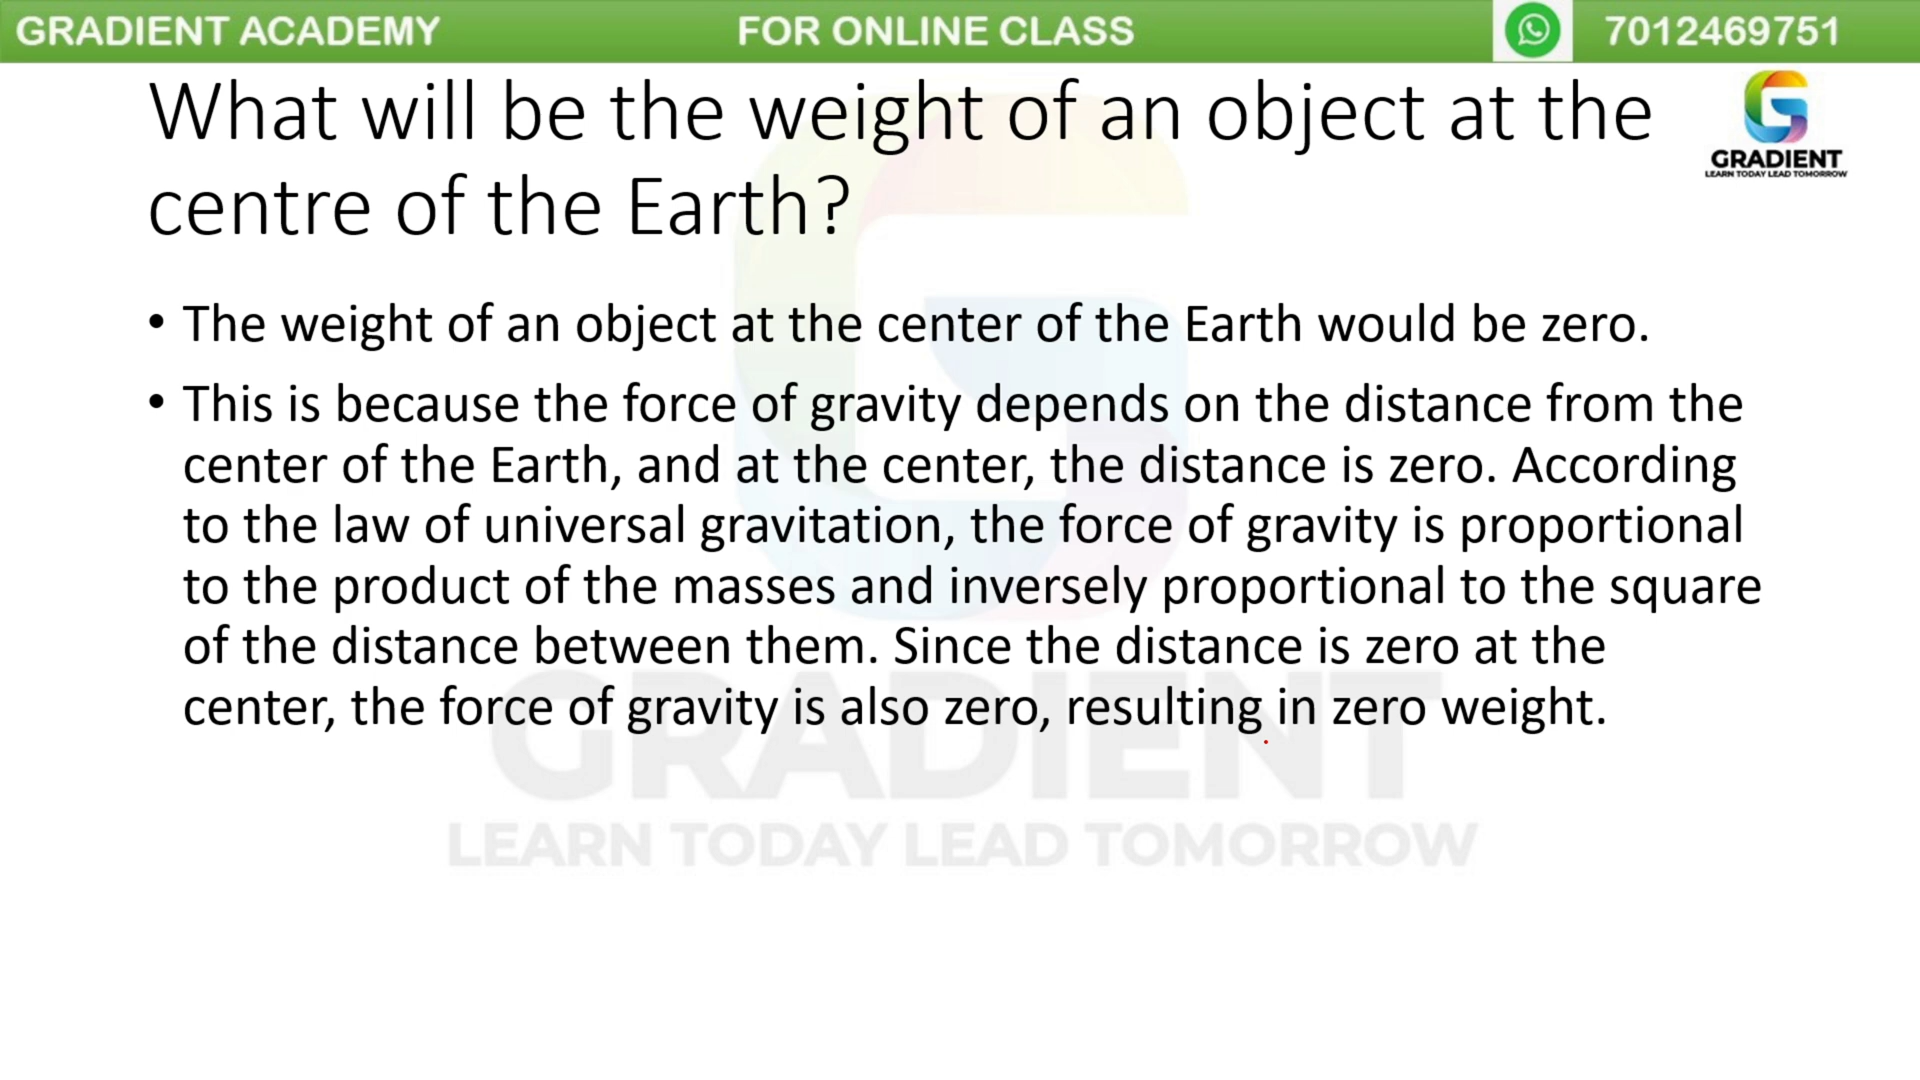 GRADIENT ACADEMY FOR ONLINE CLASS 7012469751
What will be the weight of an object at the
centre of the Earth?
GRADIENT
LEARN TODAY LEAD TOMORROW
• The weight of an object at the center of the Earth would be zero.
• This is because the force of gravity depends on the distance from the
center of the Earth, and at the center, the distance is zero. According
to the law of universal gravitation, the force of gravity is proportional
to the product of the masses and inversely proportional to the square
of the distance between them. Since the distance is zero at the
center, the force of gravity is also zero, resulting in zero weight.
GRADIENT
LEARN TODAY LEAD TOMORROW